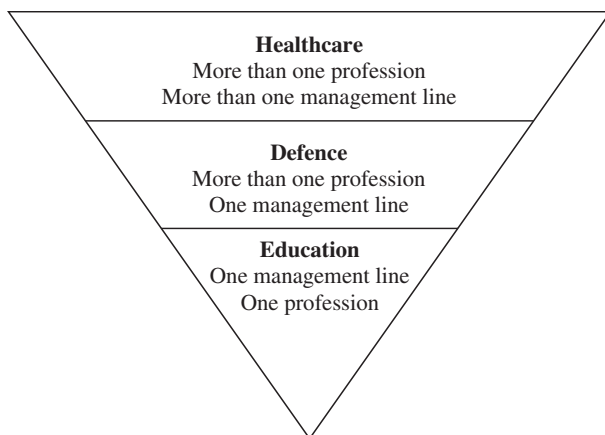 Healthcare
More than one profession
More than one management line
Defence
More than one profession
One management line
Education
One management line
One profession